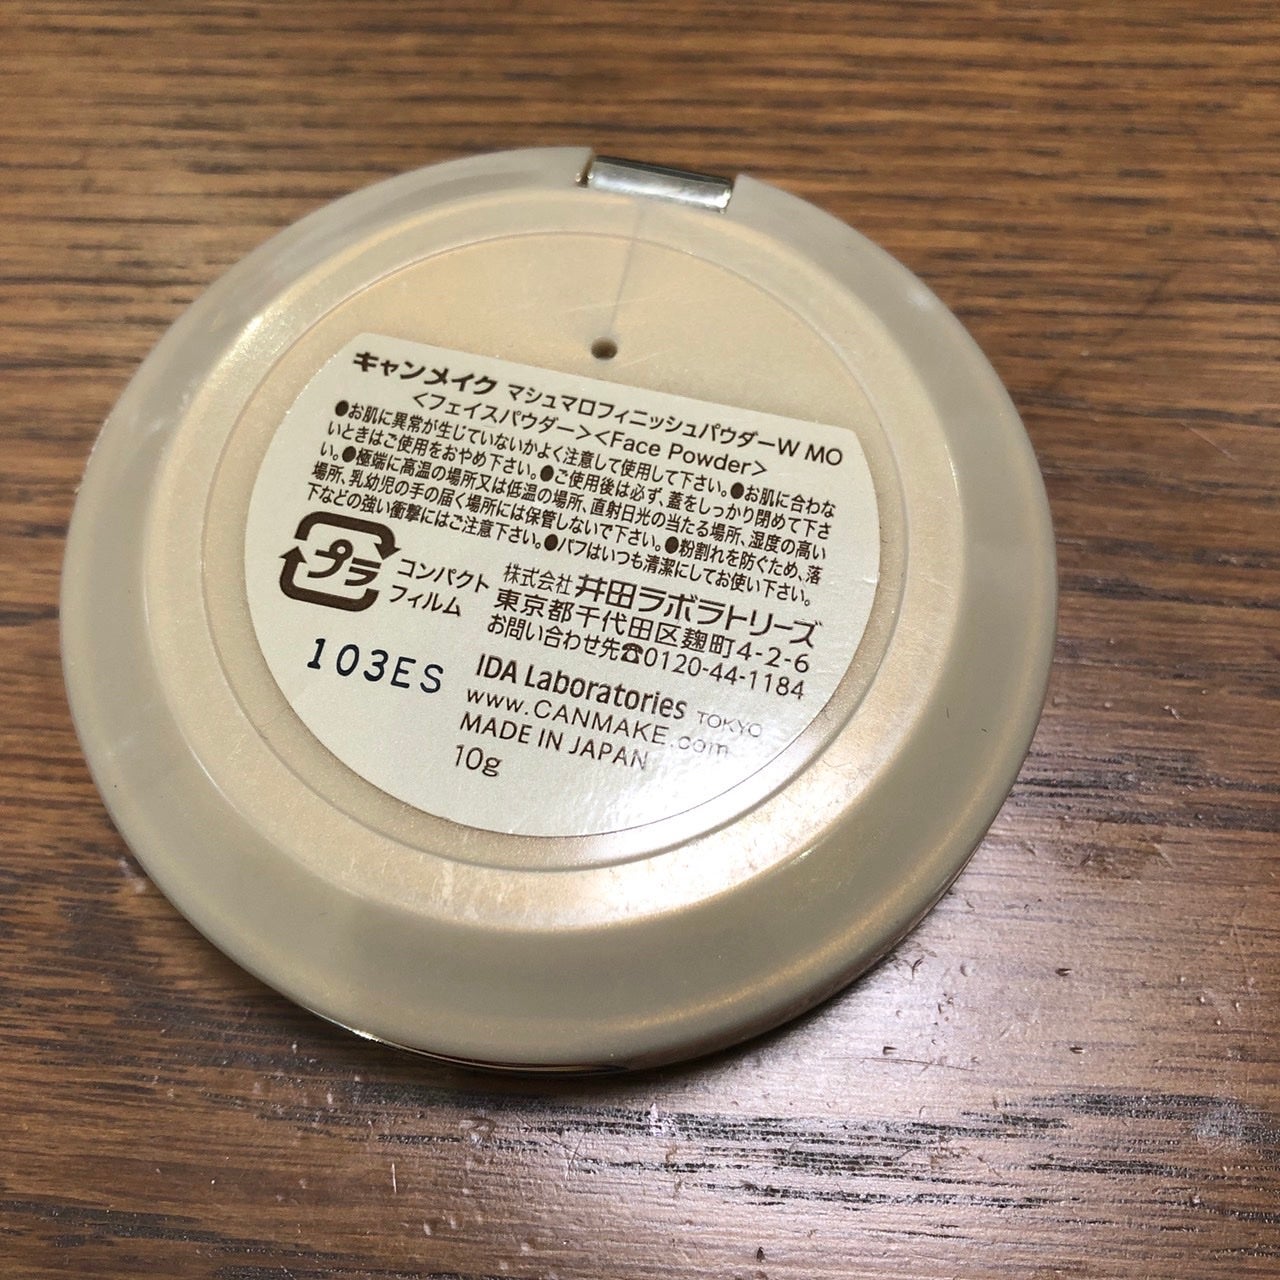 キャンメイク マシュマロフィニッシュパウダーW MO
<フェイスパウダー><Face Powder>
●お肌に異常が生じていないかよく注意して使用して下さい。●お肌に合わな
いときはご使用をおやめ下さい。●ご使用後は必ず、蓋をしっかり閉めて下さ
い。●極端に高温の場所又は低温の場所、直射日光の当たる場所、湿度の高い
場所、乳幼児の手の届く場所には保管しないで下さい。●粉割れを防ぐため、落
下などの強い衝撃にはご注意下さい。●パフはいつも清潔にしてお使い下さい。
プラ
コンパクト
フィルム
株式会社 井田ラボラトリーズ
東京都千代田区麹町4-2-6
お問い合わせ先☎0120-44-1184
103ES
IDA Laboratories TOKYO
www.CANMAKE.com
MADE IN JAPAN
10g